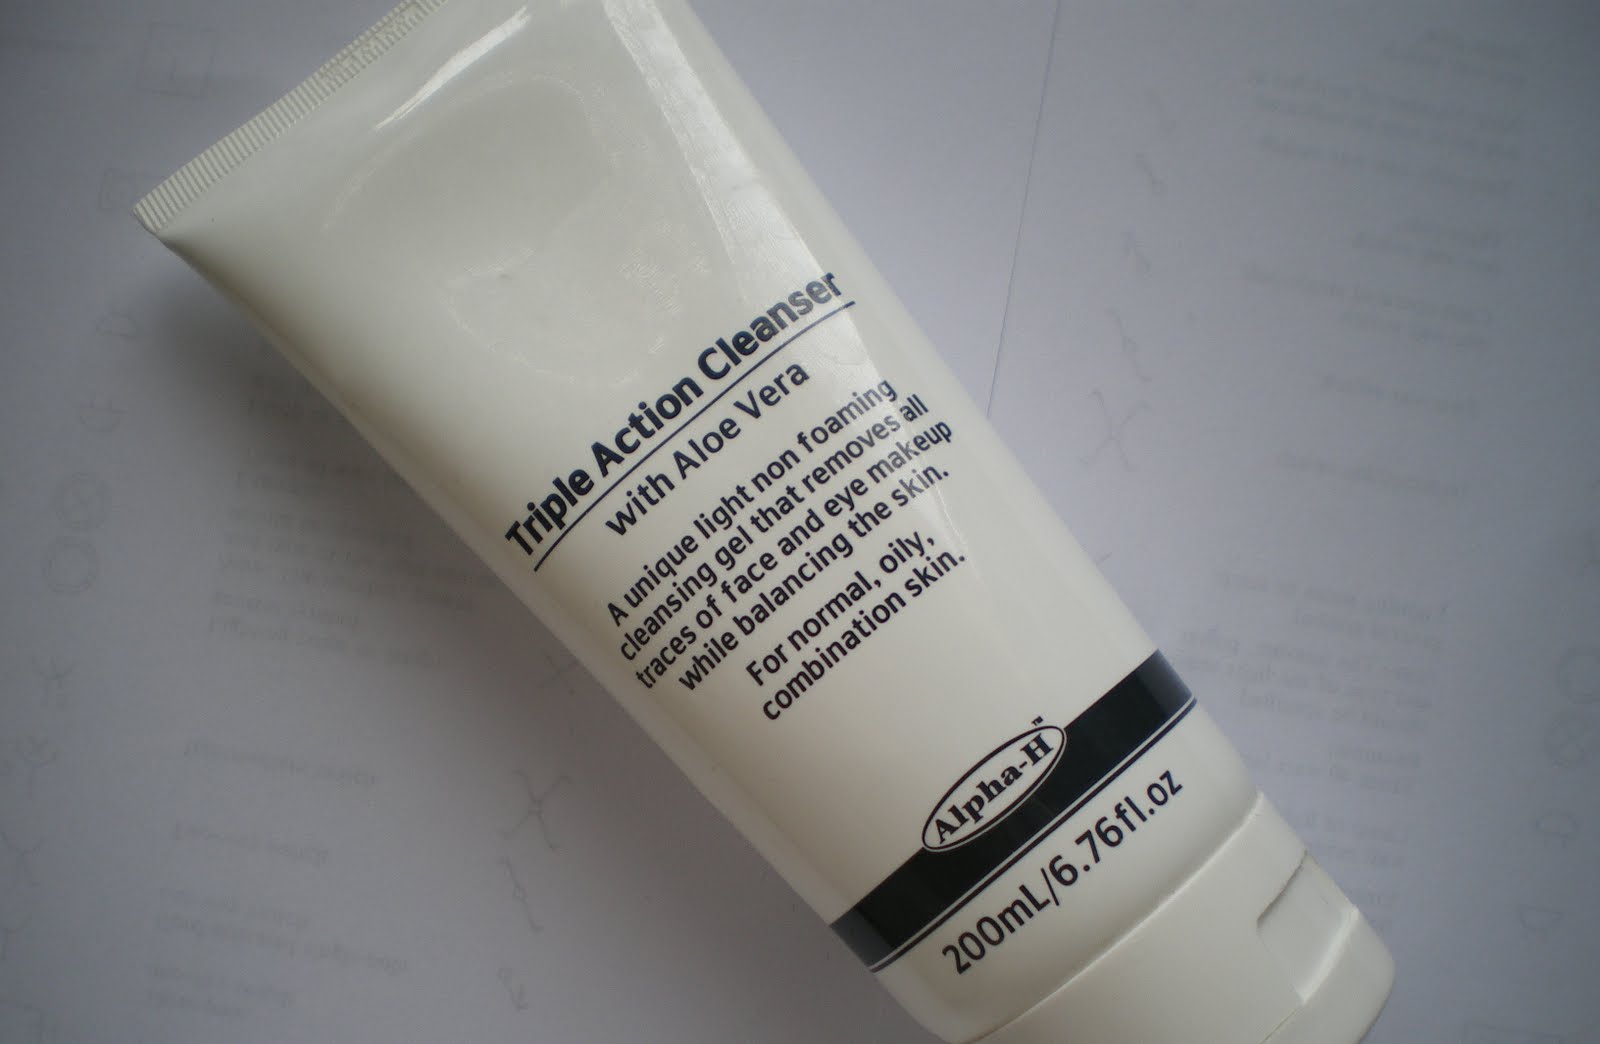 Triple Action Cleanser
with Aloe Vera
A unique light non foaming
cleansing gel that removes all
traces of face and eye makeup
while balancing the skin.
For normal, oily,
combination skin.
Alpha-H™
200mL/6.76fl.oz